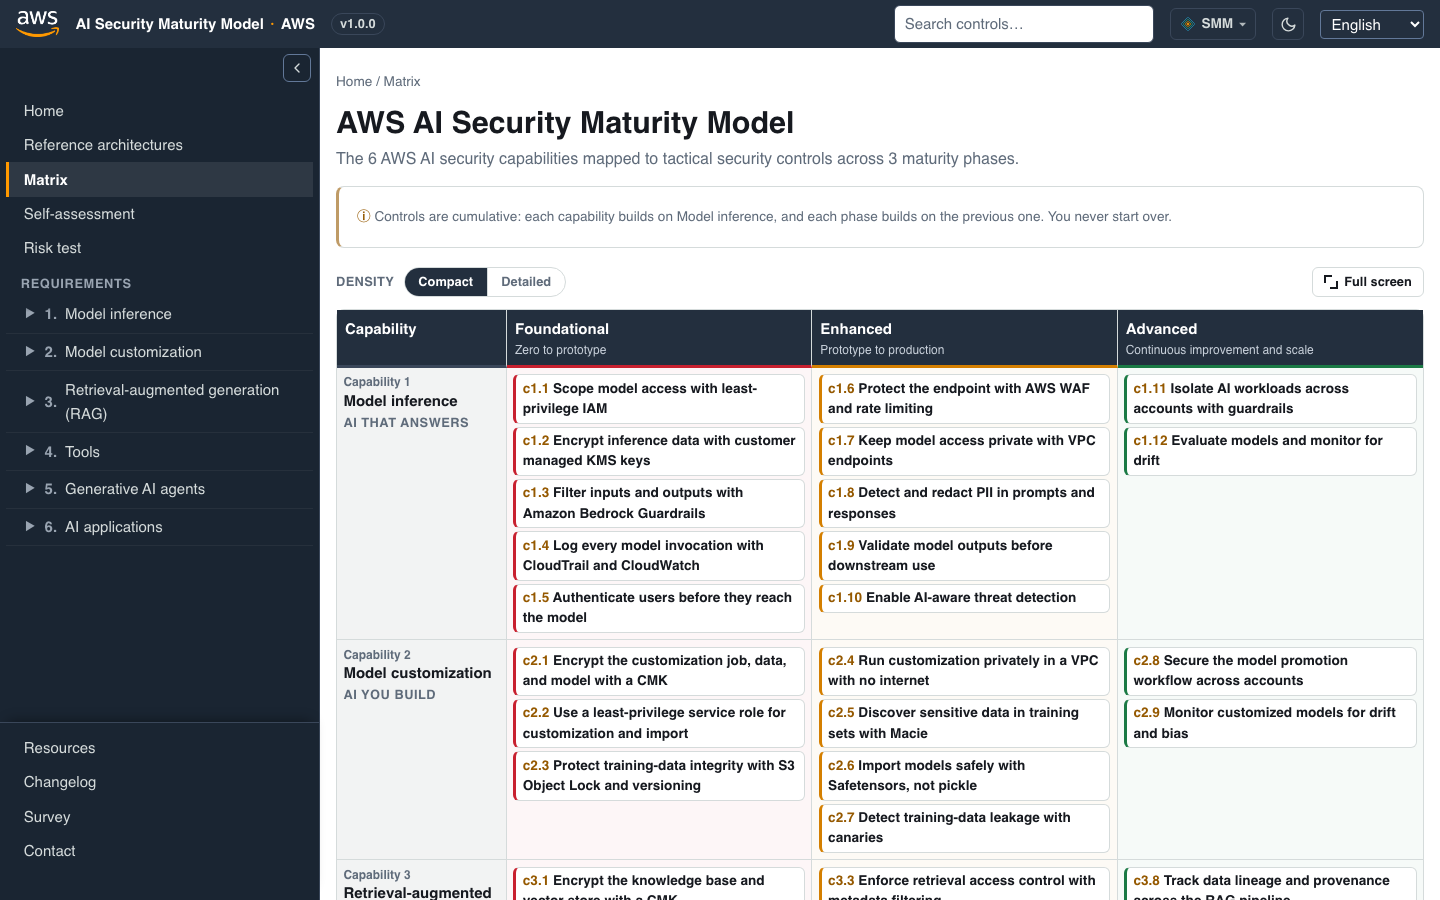 aws
AI Security Maturity Model · AWS
v1.0.0
Search controls...
SMM
English
Home
Reference architectures
Matrix
Self-assessment
Risk test
REQUIREMENTS
1. Model inference
2. Model customization
3. Retrieval-augmented generation
(RAG)
4. Tools
5. Generative AI agents
6. AI applications
Resources
Changelog
Survey
Contact
Home / Matrix
AWS AI Security Maturity Model
The 6 AWS AI security capabilities mapped to tactical security controls across 3 maturity phases.
Controls are cumulative: each capability builds on Model inference, and each phase builds on the previous one. You never start over.
DENSITY
Compact
Detailed
Full screen
Capability
Foundational
Zero to prototype
Enhanced
Prototype to production
Advanced
Continuous improvement and scale
Capability 1
Model inference
AI THAT ANSWERS
c1.1 Scope model access with least-
privilege IAM
c1.2 Encrypt inference data with customer
managed KMS keys
c1.3 Filter inputs and outputs with
Amazon Bedrock Guardrails
c1.4 Log every model invocation with
CloudTrail and CloudWatch
c1.5 Authenticate users before they reach
the model
c1.6 Protect the endpoint with AWS WAF
and rate limiting
c1.7 Keep model access private with VPC
endpoints
c1.8 Detect and redact PII in prompts and
responses
c1.9 Validate model outputs before
downstream use
c1.10 Enable AI-aware threat detection
c1.11 Isolate AI workloads across
accounts with guardrails
c1.12 Evaluate models and monitor for
drift
Capability 2
Model customization
AI YOU BUILD
c2.1 Encrypt the customization job, data,
and model with a CMK
c2.2 Use a least-privilege service role for
customization and import
c2.3 Protect training-data integrity with S3
Object Lock and versioning
c2.4 Run customization privately in a VPC
with no internet
c2.5 Discover sensitive data in training
sets with Macie
c2.6 Import models safely with
Safetensors, not pickle
c2.7 Detect training-data leakage with
canaries
c2.8 Secure the model promotion
workflow across accounts
c2.9 Monitor customized models for drift
and bias
Capability 3
Retrieval-augmented
c3.1 Encrypt the knowledge base and
vector store with a CMK
c3.3 Enforce retrieval access control with
metadata filtering
c3.8 Track data lineage and provenance
across the RAG pipeline